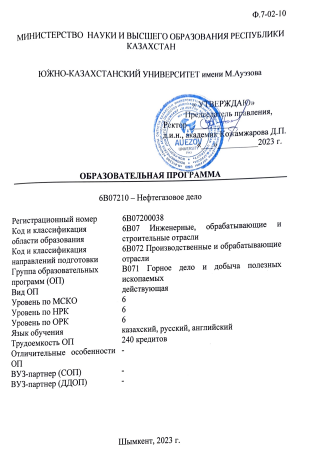 Ф.7-02-10
МИНИСТЕРСТВО НАУКИ И ВЫСШЕГО ОБРАЗОВАНИЯ РЕСПУБЛИКИ
КАЗАХСТАН
ЮЖНО-КАЗАХСТАНСКИЙ УНИВЕРСИТЕТ имени М.Ауэзова
«УТВЕРЖДАЮ»
Председатель правления,
Ректор
д.и.н., академик Кожамжарова Д.П.
2023 г.
AUEZOV
ОБРАЗОВАТЕЛЬНАЯ ПРОГРАММА
6В07210 – Нефтегазовое дело
Регистрационный номер 6В07200038
Код и классификация 6В07 Инженерные, обрабатывающие и
области образования строительные отрасли
Код и классификация 6В072 Производственные и обрабатывающие
направлений подготовки отрасли
Группа образовательных В071 Горное дело и добыча полезных
программ (ОП) ископаемых
Вид ОП действующая
Уровень по МСКО 6
Уровень по НРК 6
Уровень по ОРК 6
Язык обучения казахский, русский, английский
Трудоемкость ОП 240 кредитов
Отличительные особенности -
ОП
ВУЗ-партнер (СОП) -
ВУЗ-партнер (ДДОП) -
Шымкент, 2023 г.